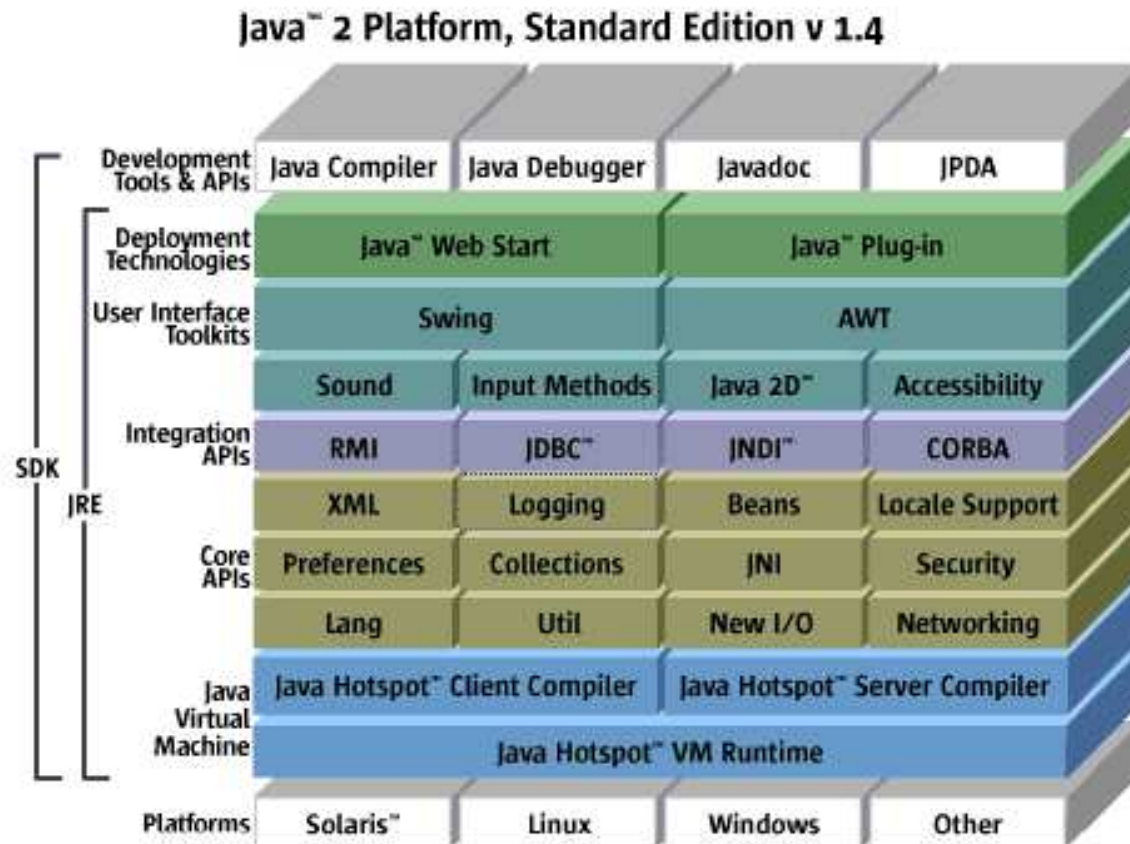 Java™ 2 Platform, Standard Edition v 1.4
Development
Tools & APIs
Java Compiler
Java Debugger
Javadoc
JPDA
Deployment
Technologies
Java™ Web Start
Java™ Plug-in
User Interface
Toolkits
Swing
AWT
Sound
Input Methods
Java 2D™
Accessibility
Integration
APIs
RMI
JDBC™
JNDI™
CORBA
SDK
JRE
XML
Logging
Beans
Locale Support
Core
APIs
Preferences
Collections
JNI
Security
Lang
Util
New I/O
Networking
Java
Virtual
Machine
Java Hotspot™ Client Compiler
Java Hotspot™ Server Compiler
Java Hotspot™ VM Runtime
Platforms
Solaris™
Linux
Windows
Other